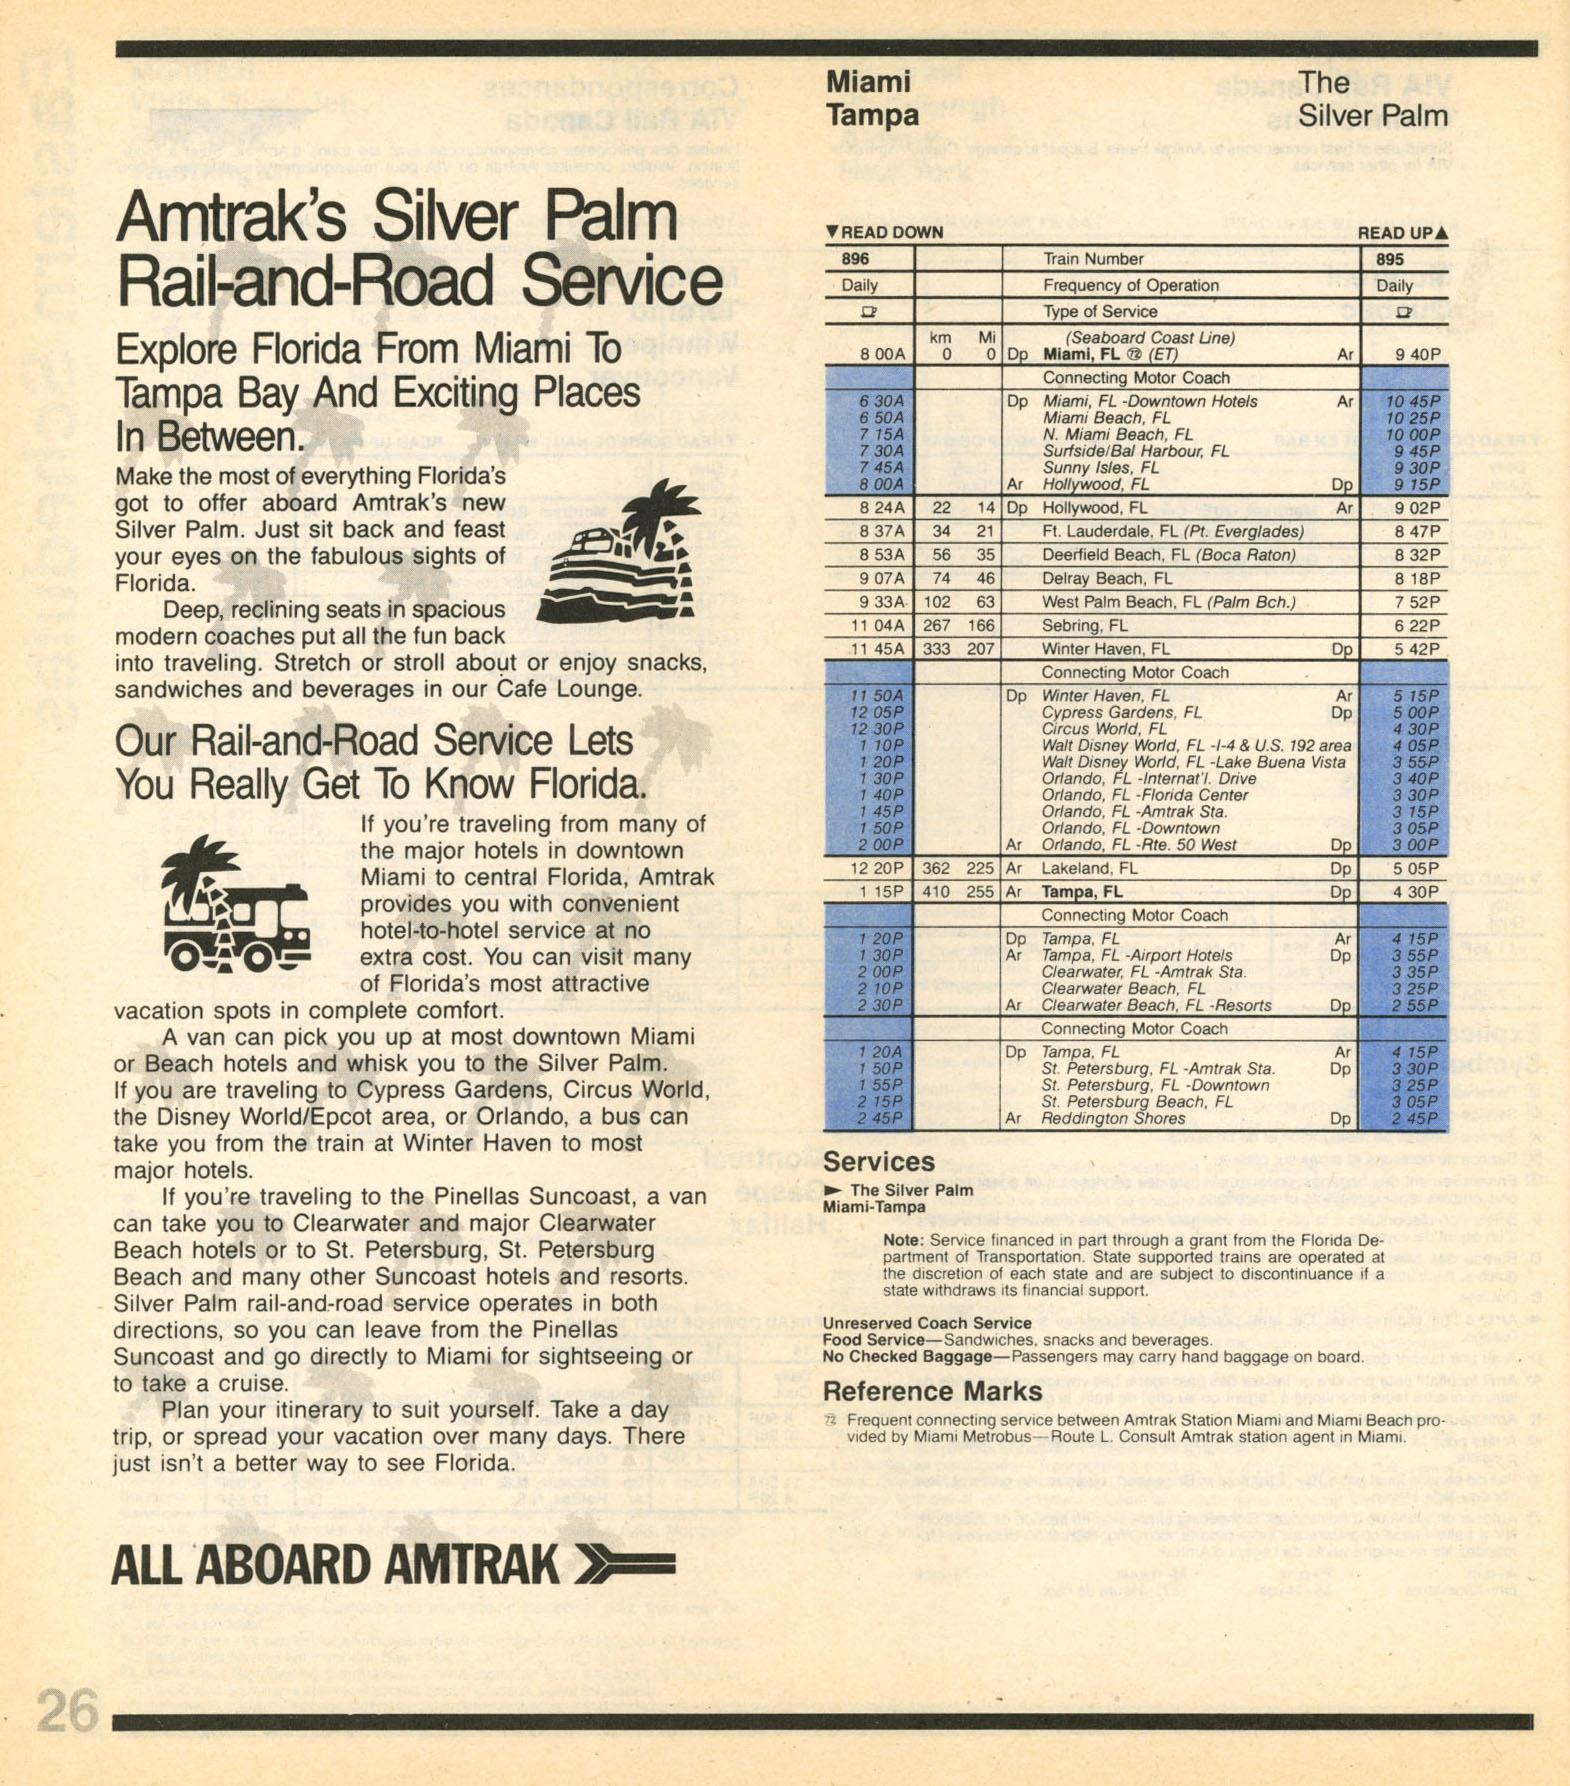 Amtrak's Silver Palm
Rail-and-Road Service
Explore Florida From Miami To
Tampa Bay And Exciting Places
In Between.
Make the most of everything Florida's
got to offer aboard Amtrak's new
Silver Palm. Just sit back and feast
your eyes on the fabulous sights of
Florida.
Deep, reclining seats in spacious
modern coaches put all the fun back
into traveling. Stretch or stroll about or enjoy snacks,
sandwiches and beverages in our Cafe Lounge.
Our Rail-and-Road Service Lets
You Really Get To Know Florida.
If you're traveling from many of
the major hotels in downtown
Miami to central Florida, Amtrak
provides you with convenient
hotel-to-hotel service at no
extra cost. You can visit many
of Florida's most attractive
vacation spots in complete comfort.
A van can pick you up at most downtown Miami
or Beach hotels and whisk you to the Silver Palm.
If you are traveling to Cypress Gardens, Circus World,
the Disney World/Epcot area, or Orlando, a bus can
take you from the train at Winter Haven to most
major hotels.
If you're traveling to the Pinellas Suncoast, a van
can take you to Clearwater and major Clearwater
Beach hotels or to St. Petersburg, St. Petersburg
Beach and many other Suncoast hotels and resorts.
Silver Palm rail-and-road service operates in both
directions, so you can leave from the Pinellas
Suncoast and go directly to Miami for sightseeing or
to take a cruise.
Plan your itinerary to suit yourself. Take a day
trip, or spread your vacation over many days. There
just isn't a better way to see Florida.
ALL ABOARD AMTRAK
26
Miami The
Tampa Silver Palm
▼READ DOWN READ UP▲
896 Train Number 895
Daily Frequency of Operation Daily
Type of Service
km Mi (Seaboard Coast Line)
8 00A 0 0 Dp Miami, FL 72 (ET) Ar 9 40P
Connecting Motor Coach
6 30A Dp Miami, FL -Downtown Hotels Ar 10 45P
6 50A Miami Beach, FL 10 25P
7 15A N. Miami Beach, FL 10 00P
7 30A Surfside/Bal Harbour, FL 9 45P
7 45A Sunny Isles, FL 9 30P
8 00A Ar Hollywood, FL Dp 9 15P
8 24A 22 14 Dp Hollywood, FL Ar 9 02P
8 37A 34 21 Ft. Lauderdale, FL (Pt. Everglades) 8 47P
8 53A 56 35 Deerfield Beach, FL (Boca Raton) 8 32P
9 07A 74 46 Delray Beach, FL 8 18P
9 33A 102 63 West Palm Beach, FL (Palm Bch.) 7 52P
11 04A 267 166 Sebring, FL 6 22P
11 45A 333 207 Winter Haven, FL Dp 5 42P
Connecting Motor Coach
11 50A Dp Winter Haven, FL Ar 5 15P
12 05P Cypress Gardens, FL Dp 5 00P
12 30P Circus World, FL 4 30P
1 10P Walt Disney World, FL -I-4 & U.S. 192 area 4 05P
1 20P Walt Disney World, FL -Lake Buena Vista 3 55P
1 30P Orlando, FL -Internat'l. Drive 3 40P
1 40P Orlando, FL -Florida Center 3 30P
1 45P Orlando, FL -Amtrak Sta. 3 15P
1 50P Orlando, FL -Downtown 3 05P
2 00P Ar Orlando, FL -Rte. 50 West Dp 3 00P
12 20P 362 225 Ar Lakeland, FL Dp 5 05P
1 15P 410 255 Ar Tampa, FL Dp 4 30P
Connecting Motor Coach
1 20P Dp Tampa, FL Ar 4 15P
1 30P Ar Tampa, FL -Airport Hotels Dp 3 55P
2 00P Clearwater, FL -Amtrak Sta. 3 35P
2 10P Clearwater Beach, FL 3 25P
2 30P Ar Clearwater Beach, FL -Resorts Dp 2 55P
Connecting Motor Coach
1 20A Dp Tampa, FL Ar 4 15P
1 50P St. Petersburg, FL -Amtrak Sta. Dp 3 30P
1 55P St. Petersburg, FL -Downtown 3 25P
2 15P St. Petersburg Beach, FL 3 05P
2 45P Ar Reddington Shores Dp 2 45P
Services
► The Silver Palm
Miami-Tampa
Note: Service financed in part through a grant from the Florida De-
partment of Transportation. State supported trains are operated at
the discretion of each state and are subject to discontinuance if a
state withdraws its financial support.
Unreserved Coach Service
Food Service—Sandwiches, snacks and beverages.
No Checked Baggage—Passengers may carry hand baggage on board.
Reference Marks
72 Frequent connecting service between Amtrak Station Miami and Miami Beach pro-
vided by Miami Metrobus—Route L. Consult Amtrak station agent in Miami.